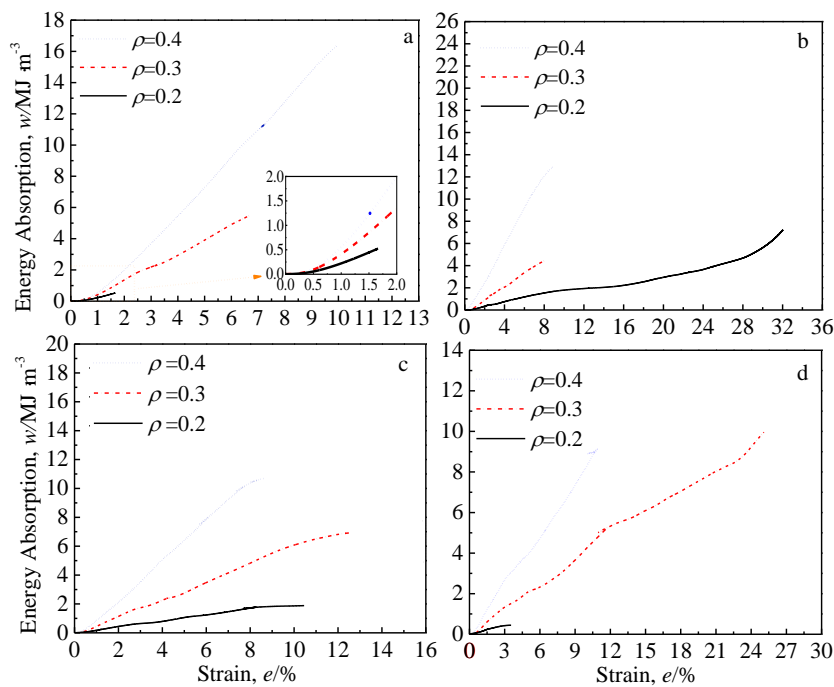 a
ρ=0.4
ρ=0.3
ρ=0.2
Energy Absorption, w/MJ·m-3
18
16
14
12
10
8
6
4
2
0
0 1 2 3 4 5 6 7 8 9 10 11 12 13
2.0
1.5
1.0
0.5
0.0
0.0 0.5 1.0 1.5 2.0
b
ρ=0.4
ρ=0.3
ρ=0.2
26
24
22
20
18
16
14
12
10
8
6
4
2
0
0 4 8 12 16 20 24 28 32 36
c
ρ=0.4
ρ=0.3
ρ=0.2
Energy Absorption, w/MJ·m-3
20
18
16
14
12
10
8
6
4
2
0
0 2 4 6 8 10 12 14 16
Strain, e/%
d
ρ=0.4
ρ=0.3
ρ=0.2
14
12
10
8
6
4
2
0
0 3 6 9 12 15 18 21 24 27 30
Strain, e/%